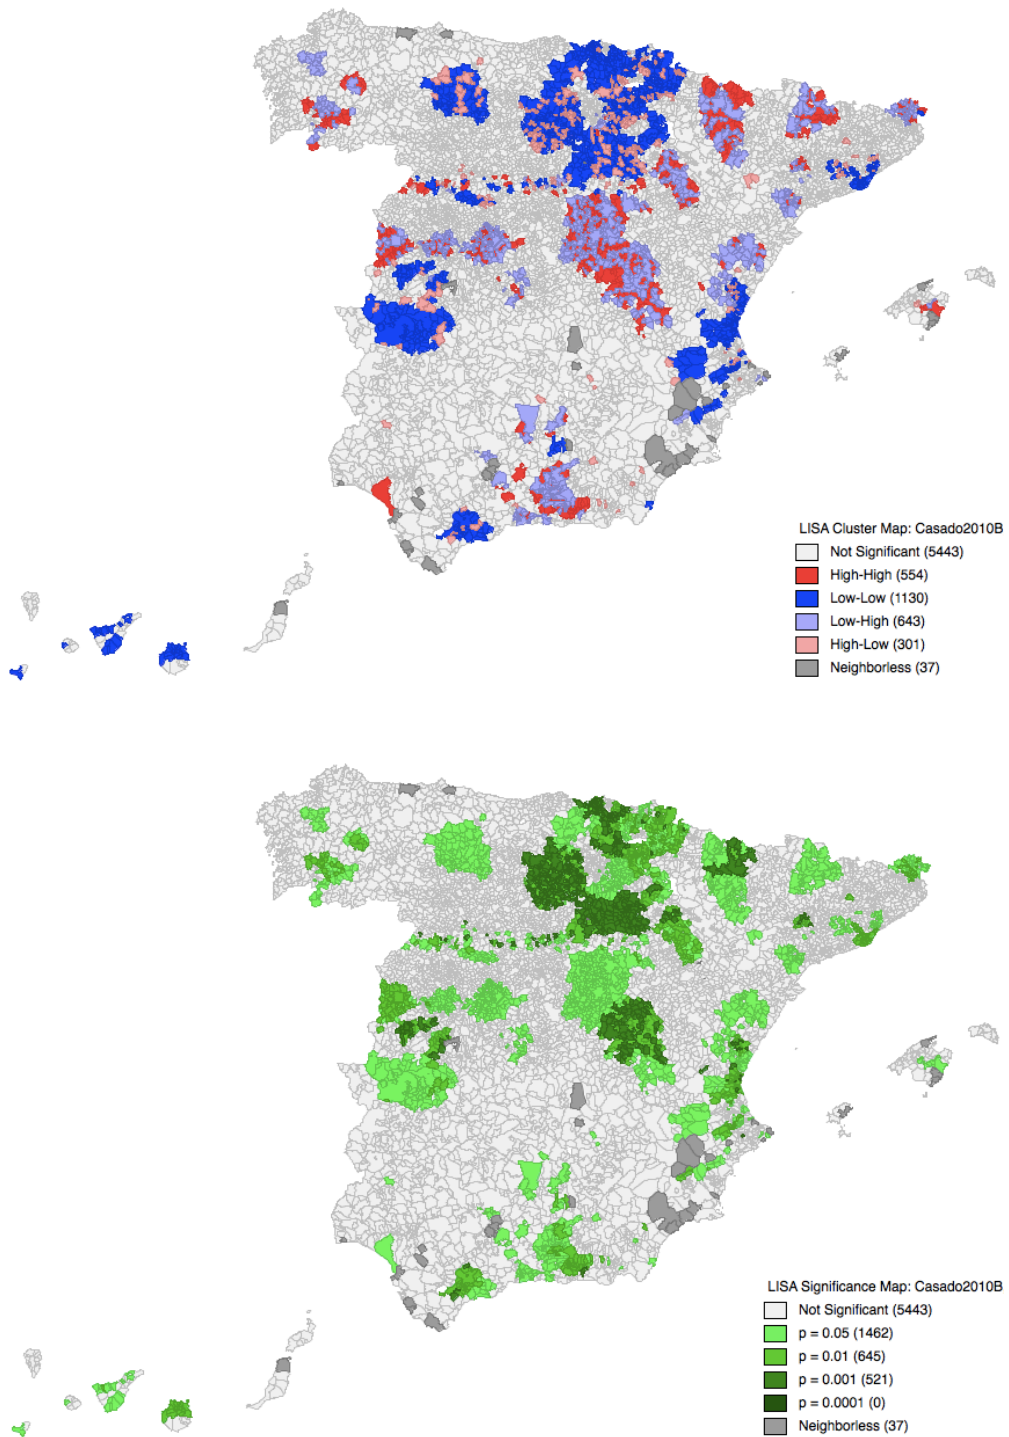 LISA Cluster Map: Casado2010B
Not Significant (5443)
High-High (554)
Low-Low (1130)
Low-High (643)
High-Low (301)
Neighborless (37)
LISA Significance Map: Casado2010B
Not Significant (5443)
p = 0.05 (1462)
p = 0.01 (645)
p = 0.001 (521)
p = 0.0001 (0)
Neighborless (37)